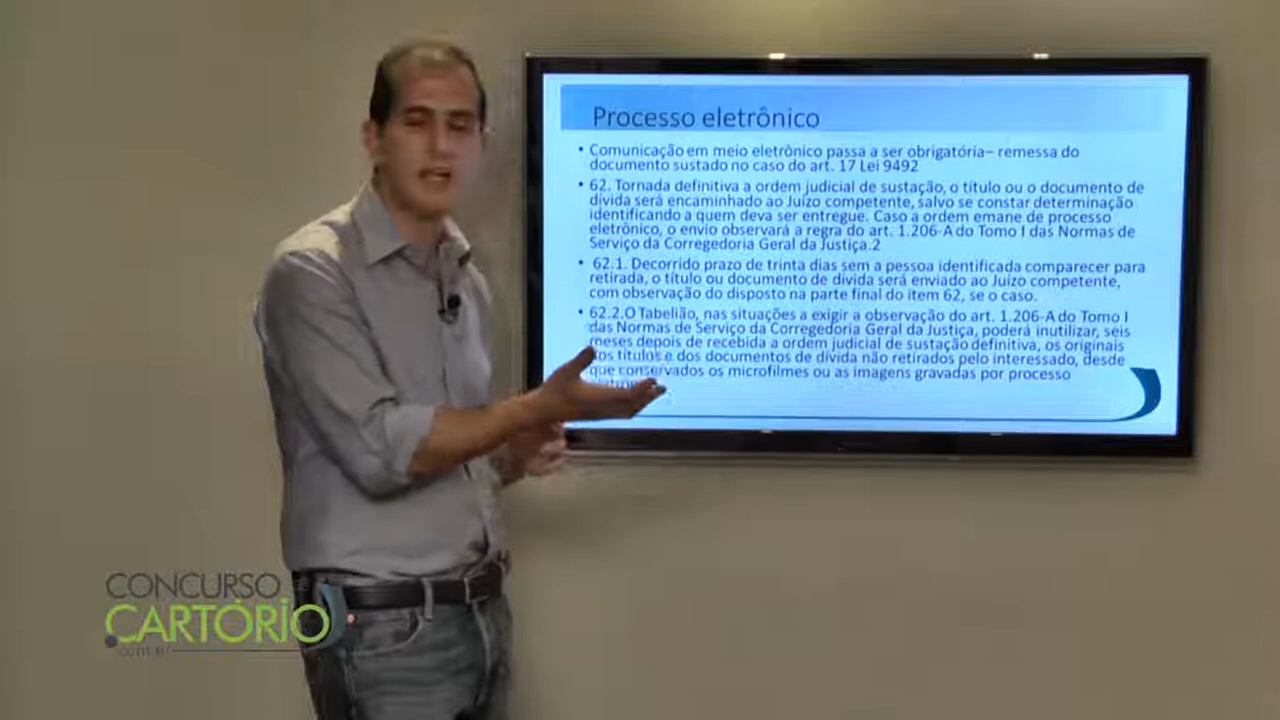 Processo eletrônico
• Comunicação em meio eletrônico passa a ser obrigatória– remessa do
documento sustado no caso do art. 17 Lei 9492
• 62. Tornada definitiva a ordem judicial de sustação, o título ou o documento de
dívida será encaminhado ao Juízo competente, salvo se constar determinação
identificando a quem deva ser entregue. Caso a ordem emane de processo
eletrônico, o envio observará a regra do art. 1.206-A do Tomo I das Normas de
Serviço da Corregedoria Geral da Justiça.2
• 62.1. Decorrido prazo de trinta dias sem a pessoa identificada comparecer para
retirada, o título ou documento de dívida será enviado ao Juízo competente,
com observação do disposto na parte final do item 62, se o caso.
• 62.2.O Tabelião, nas situações a exigir a observação do art. 1.206-A do Tomo I
das Normas de Serviço da Corregedoria Geral da Justiça, poderá inutilizar, seis
meses depois de recebida a ordem judicial de sustação definitiva, os originais
dos títulos e dos documentos de dívida não retirados pelo interessado, desde
que conservados os microfilmes ou as imagens gravadas por processo
CONCURSO
CARTÓRIO
.com.br